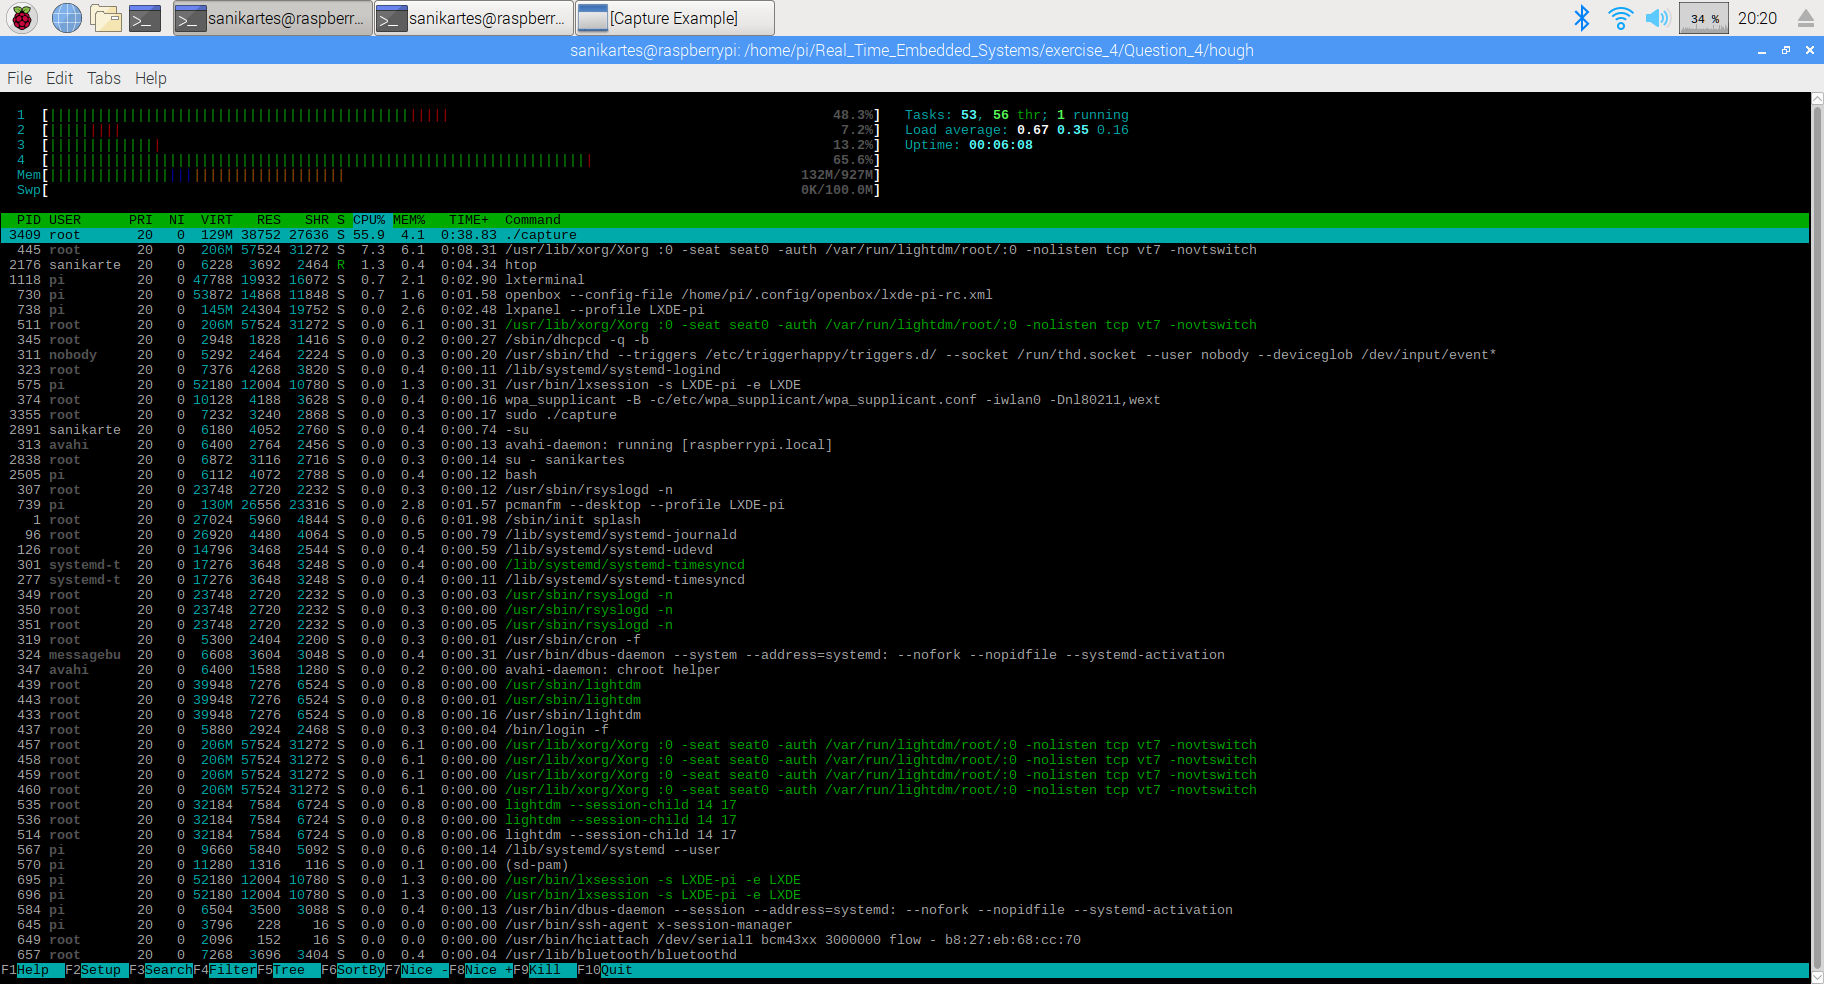 sanikartes@raspberr... sanikartes@raspberr... [Capture Example] 34 % 20:20
sanikartes@raspberrypi: /home/pi/Real_Time_Embedded_Systems/exercise_4/Question_4/hough
File Edit Tabs Help
1 [ 48.3%] Tasks: 53, 56 thr; 1 running
2 [ 7.2%] Load average: 0.67 0.35 0.16
3 [ 13.2%] Uptime: 00:06:08
4 [ 65.6%]
Mem[ 132M/927M]
Swp[ 0K/100.0M]
PID USER PRI NI VIRT RES SHR S CPU% MEM% TIME+ Command
3409 root 20 0 129M 38752 27636 S 55.9 4.1 0:38.83 ./capture
445 root 20 0 206M 57524 31272 S 7.3 6.1 0:08.31 /usr/lib/xorg/Xorg :0 -seat seat0 -auth /var/run/lightdm/root/:0 -nolisten tcp vt7 -novtswitch
2176 sanikarte 20 0 6228 3692 2464 R 1.3 0.4 0:04.34 htop
1118 pi 20 0 47788 19932 16072 S 0.7 2.1 0:02.90 lxterminal
730 pi 20 0 53872 14868 11848 S 0.7 1.6 0:01.58 openbox --config-file /home/pi/.config/openbox/lxde-pi-rc.xml
738 pi 20 0 145M 24304 19752 S 0.0 2.6 0:02.48 lxpanel --profile LXDE-pi
511 root 20 0 206M 57524 31272 S 0.0 6.1 0:00.31 /usr/lib/xorg/Xorg :0 -seat seat0 -auth /var/run/lightdm/root/:0 -nolisten tcp vt7 -novtswitch
345 root 20 0 2948 1828 1416 S 0.0 0.2 0:00.27 /sbin/dhcpcd -q -b
311 nobody 20 0 5292 2464 2224 S 0.0 0.3 0:00.20 /usr/sbin/thd --triggers /etc/triggerhappy/triggers.d/ --socket /run/thd.socket --user nobody --deviceglob /dev/input/event*
323 root 20 0 7376 4268 3820 S 0.0 0.4 0:00.11 /lib/systemd/systemd-logind
575 pi 20 0 52180 12004 10780 S 0.0 1.3 0:00.31 /usr/bin/lxsession -s LXDE-pi -e LXDE
374 root 20 0 10128 4188 3628 S 0.0 0.4 0:00.16 wpa_supplicant -B -c/etc/wpa_supplicant/wpa_supplicant.conf -iwlan0 -Dnl80211,wext
3355 root 20 0 7232 3240 2868 S 0.0 0.3 0:00.17 sudo ./capture
2891 sanikarte 20 0 6180 4052 2760 S 0.0 0.4 0:00.74 -su
313 avahi 20 0 6400 2764 2456 S 0.0 0.3 0:00.13 avahi-daemon: running [raspberrypi.local]
2838 root 20 0 6872 3116 2716 S 0.0 0.3 0:00.14 su - sanikartes
2505 pi 20 0 6112 4072 2788 S 0.0 0.4 0:00.12 bash
307 root 20 0 23748 2720 2232 S 0.0 0.3 0:00.12 /usr/sbin/rsyslogd -n
739 pi 20 0 130M 26556 23316 S 0.0 2.8 0:01.57 pcmanfm --desktop --profile LXDE-pi
1 root 20 0 27024 5960 4844 S 0.0 0.6 0:01.98 /sbin/init splash
96 root 20 0 26920 4480 4064 S 0.0 0.5 0:00.79 /lib/systemd/systemd-journald
126 root 20 0 14796 3468 2544 S 0.0 0.4 0:00.59 /lib/systemd/systemd-udevd
301 systemd-t 20 0 17276 3648 3248 S 0.0 0.4 0:00.00 /lib/systemd/systemd-timesyncd
277 systemd-t 20 0 17276 3648 3248 S 0.0 0.4 0:00.11 /lib/systemd/systemd-timesyncd
349 root 20 0 23748 2720 2232 S 0.0 0.3 0:00.03 /usr/sbin/rsyslogd -n
350 root 20 0 23748 2720 2232 S 0.0 0.3 0:00.00 /usr/sbin/rsyslogd -n
351 root 20 0 23748 2720 2232 S 0.0 0.3 0:00.05 /usr/sbin/rsyslogd -n
319 root 20 0 5300 2404 2200 S 0.0 0.3 0:00.01 /usr/sbin/cron -f
324 messagebu 20 0 6608 3604 3048 S 0.0 0.4 0:00.31 /usr/bin/dbus-daemon --system --address=systemd: --nofork --nopidfile --systemd-activation
347 avahi 20 0 6400 1588 1280 S 0.0 0.2 0:00.00 avahi-daemon: chroot helper
439 root 20 0 39948 7276 6524 S 0.0 0.8 0:00.00 /usr/sbin/lightdm
443 root 20 0 39948 7276 6524 S 0.0 0.8 0:00.01 /usr/sbin/lightdm
433 root 20 0 39948 7276 6524 S 0.0 0.8 0:00.16 /usr/sbin/lightdm
437 root 20 0 5880 2924 2468 S 0.0 0.3 0:00.04 /bin/login -f
457 root 20 0 206M 57524 31272 S 0.0 6.1 0:00.00 /usr/lib/xorg/Xorg :0 -seat seat0 -auth /var/run/lightdm/root/:0 -nolisten tcp vt7 -novtswitch
458 root 20 0 206M 57524 31272 S 0.0 6.1 0:00.00 /usr/lib/xorg/Xorg :0 -seat seat0 -auth /var/run/lightdm/root/:0 -nolisten tcp vt7 -novtswitch
459 root 20 0 206M 57524 31272 S 0.0 6.1 0:00.00 /usr/lib/xorg/Xorg :0 -seat seat0 -auth /var/run/lightdm/root/:0 -nolisten tcp vt7 -novtswitch
460 root 20 0 206M 57524 31272 S 0.0 6.1 0:00.00 /usr/lib/xorg/Xorg :0 -seat seat0 -auth /var/run/lightdm/root/:0 -nolisten tcp vt7 -novtswitch
535 root 20 0 32184 7584 6724 S 0.0 0.8 0:00.00 lightdm --session-child 14 17
536 root 20 0 32184 7584 6724 S 0.0 0.8 0:00.00 lightdm --session-child 14 17
514 root 20 0 32184 7584 6724 S 0.0 0.8 0:00.06 lightdm --session-child 14 17
567 pi 20 0 9660 5840 5092 S 0.0 0.6 0:00.14 /lib/systemd/systemd --user
570 pi 20 0 11280 1316 116 S 0.0 0.1 0:00.00 (sd-pam)
695 pi 20 0 52180 12004 10780 S 0.0 1.3 0:00.00 /usr/bin/lxsession -s LXDE-pi -e LXDE
696 pi 20 0 52180 12004 10780 S 0.0 1.3 0:00.00 /usr/bin/lxsession -s LXDE-pi -e LXDE
584 pi 20 0 6504 3500 3088 S 0.0 0.4 0:00.13 /usr/bin/dbus-daemon --session --address=systemd: --nofork --nopidfile --systemd-activation
645 pi 20 0 3796 228 16 S 0.0 0.0 0:00.00 /usr/bin/ssh-agent x-session-manager
649 root 20 0 2096 152 16 S 0.0 0.0 0:00.00 /usr/bin/hciattach /dev/serial1 bcm43xx 3000000 flow - b8:27:eb:68:cc:70
657 root 20 0 7268 3696 3404 S 0.0 0.4 0:00.04 /usr/lib/bluetooth/bluetoothd
F1Help F2Setup F3SearchF4FilterF5Tree F6SortByF7Nice -F8Nice +F9Kill F10Quit